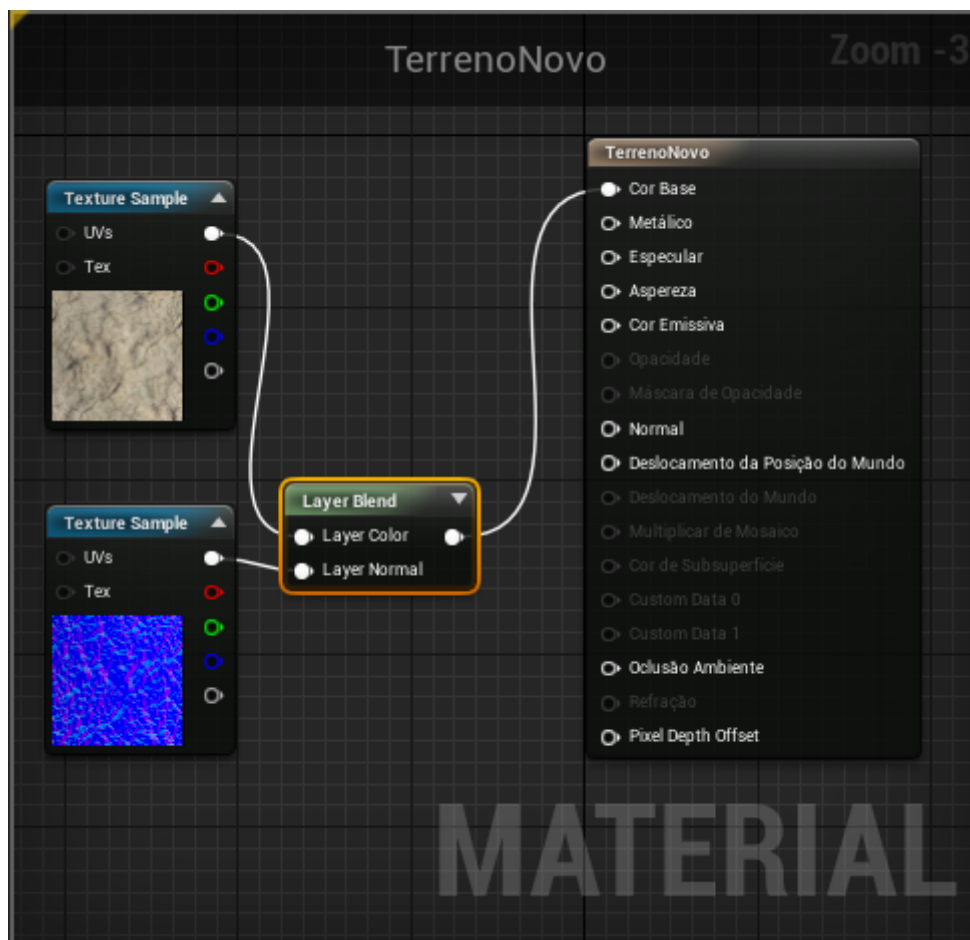 TerrenoNovo
Zoom -3
Texture Sample
UVs
Tex
Texture Sample
UVs
Tex
Layer Blend
Layer Color
Layer Normal
TerrenoNovo
Cor Base
Metálico
Especular
Aspereza
Cor Emissiva
Opacidade
Máscara de Opacidade
Normal
Deslocamento da Posição do Mundo
Deslocamento do Mundo
Multiplicar de Mosaico
Cor de Subsuperfície
Custom Data 0
Custom Data 1
Oclusão Ambiente
Refração
Pixel Depth Offset
MATERIAL